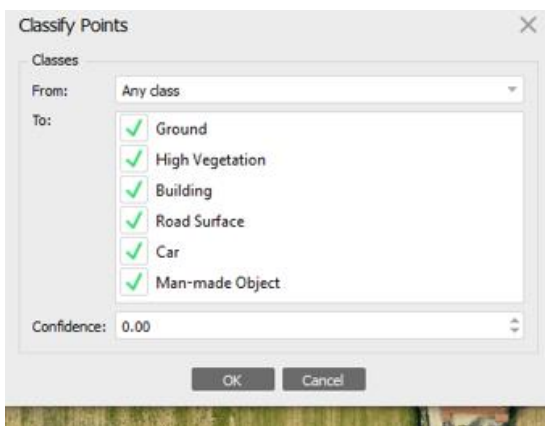 Classify Points
Classes
From: Any class
To:
Ground
High Vegetation
Building
Road Surface
Car
Man-made Object
Confidence: 0.00
OK Cancel